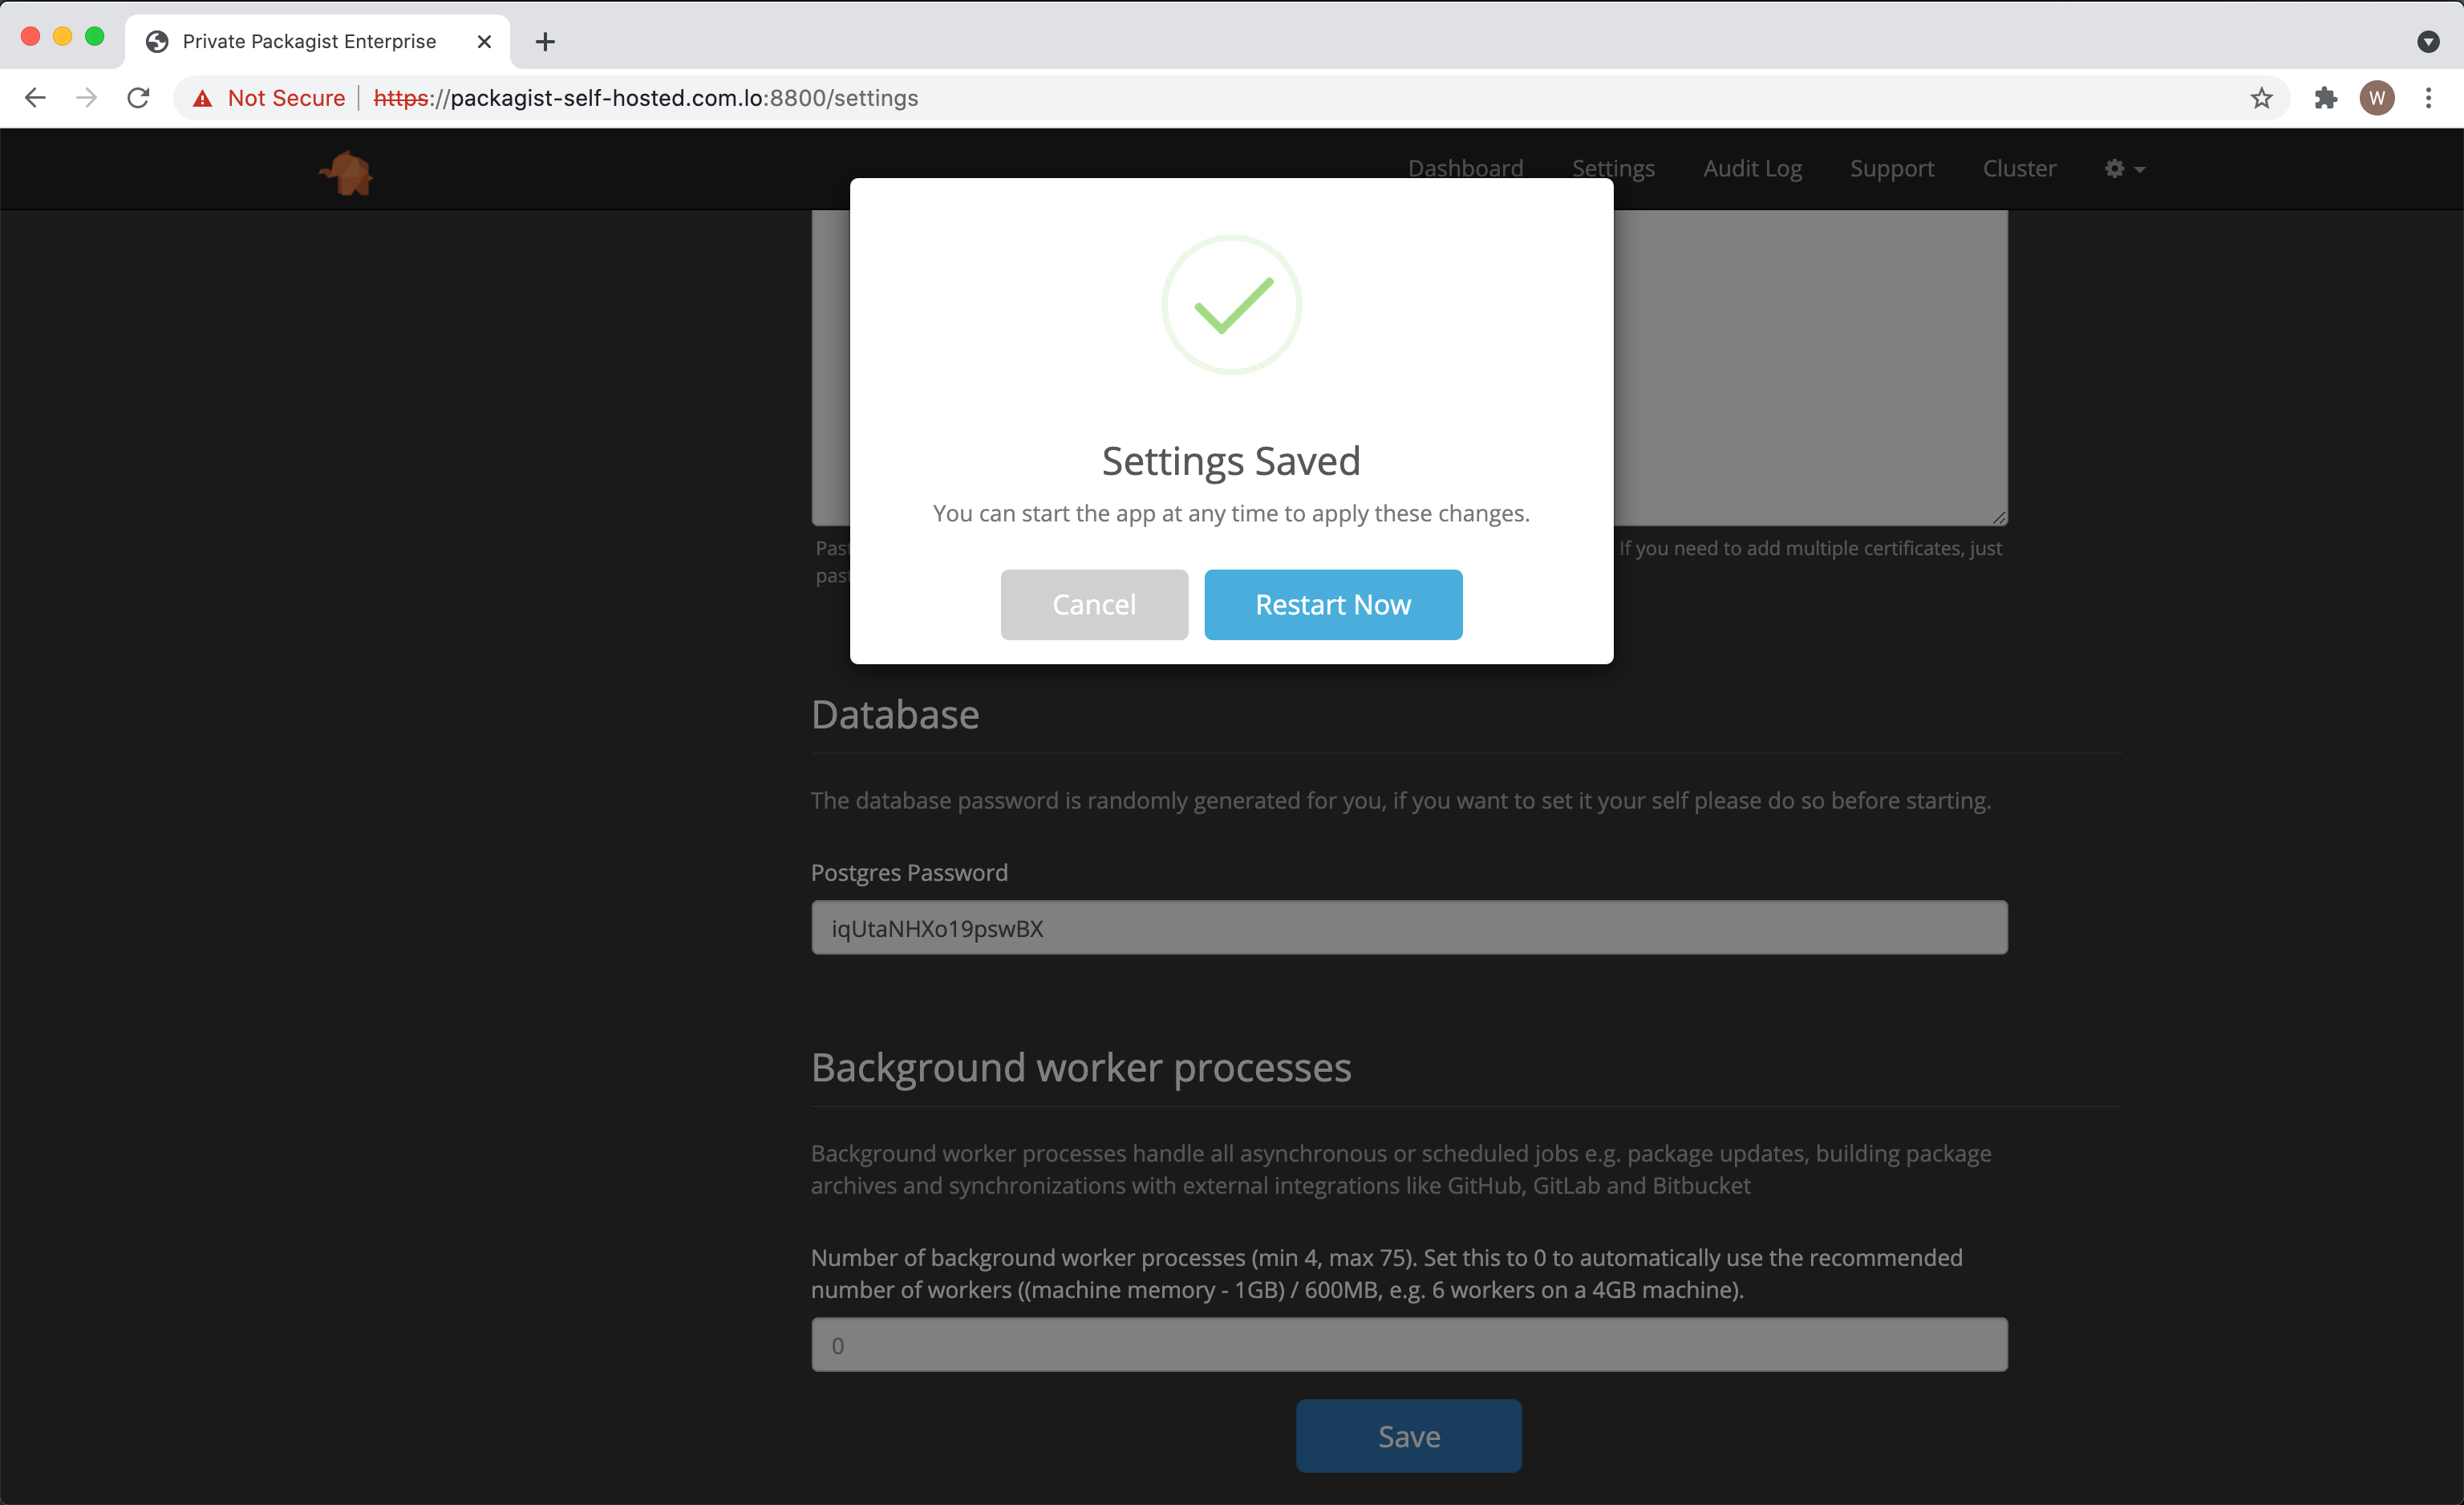 Private Packagist Enterprise
Not Secure https://packagist-self-hosted.com.lo:8800/settings
W
Dashboard Settings Audit Log Support Cluster
Settings Saved
You can start the app at any time to apply these changes.
If you need to add multiple certificates, just
Cancel Restart Now
Database
The database password is randomly generated for you, if you want to set it your self please do so before starting.
Postgres Password
iqUtaNHXo19pswBX
Background worker processes
Background worker processes handle all asynchronous or scheduled jobs e.g. package updates, building package
archives and synchronizations with external integrations like GitHub, GitLab and Bitbucket
Number of background worker processes (min 4, max 75). Set this to 0 to automatically use the recommended
number of workers ((machine memory - 1GB) / 600MB, e.g. 6 workers on a 4GB machine).
0
Save